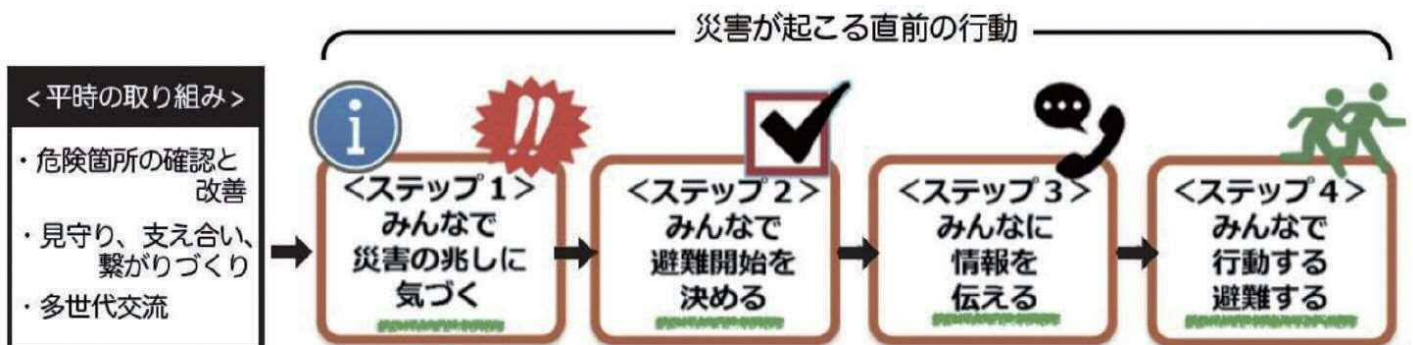 災害が起こる直前の行動
<平時の取り組み>
・危険箇所の確認と
改善
・見守り、支え合い、
繋がりづくり
・多世代交流
i
!!
<ステップ1>
みんなで
災害の兆しに
気づく
<ステップ2>
みんなで
避難開始を
決める
<ステップ3>
みんなに
情報を
伝える
<ステップ4>
みんなで
行動する
避難する